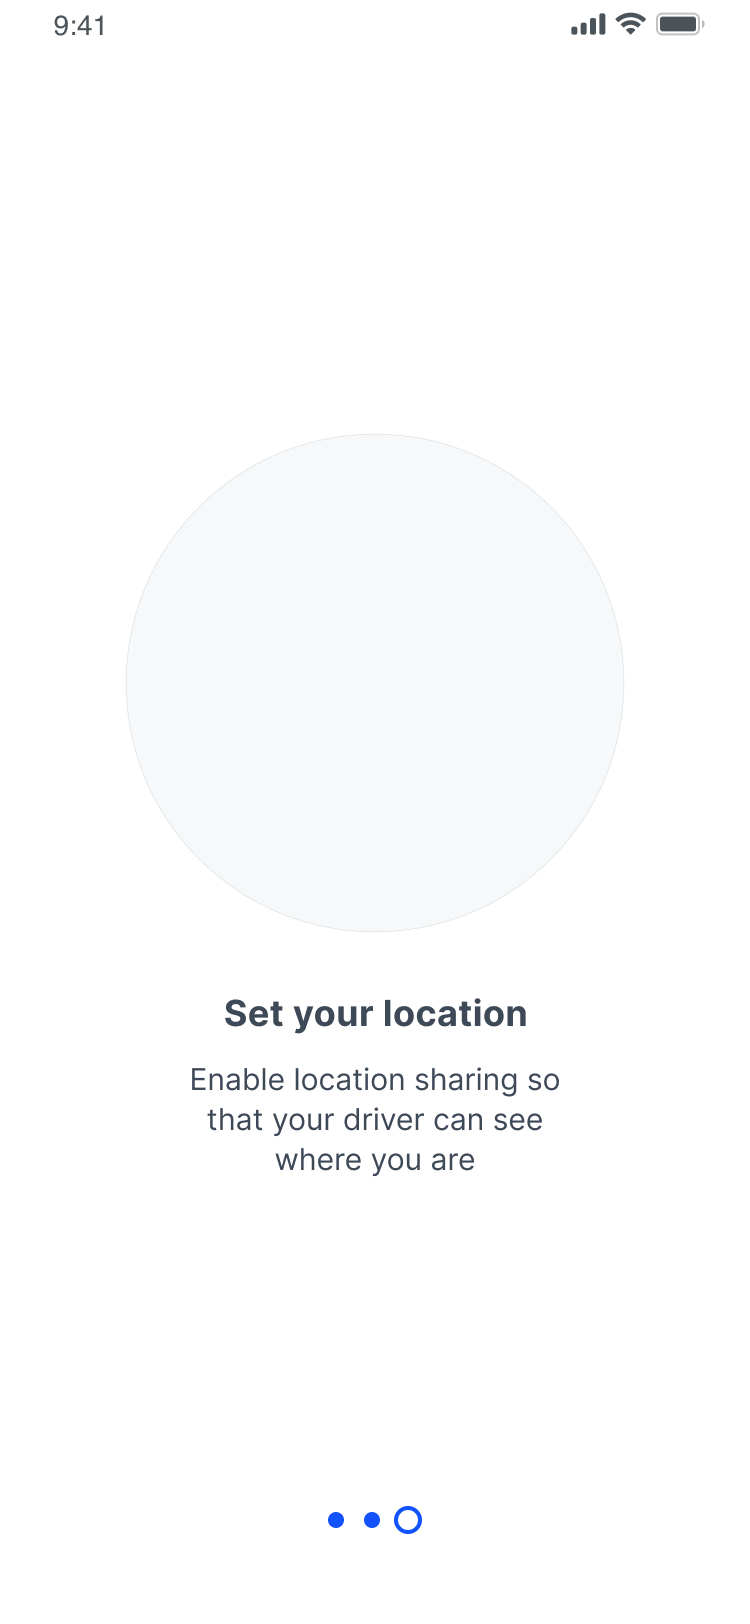 9:41
Set your location
Enable location sharing so
that your driver can see
where you are